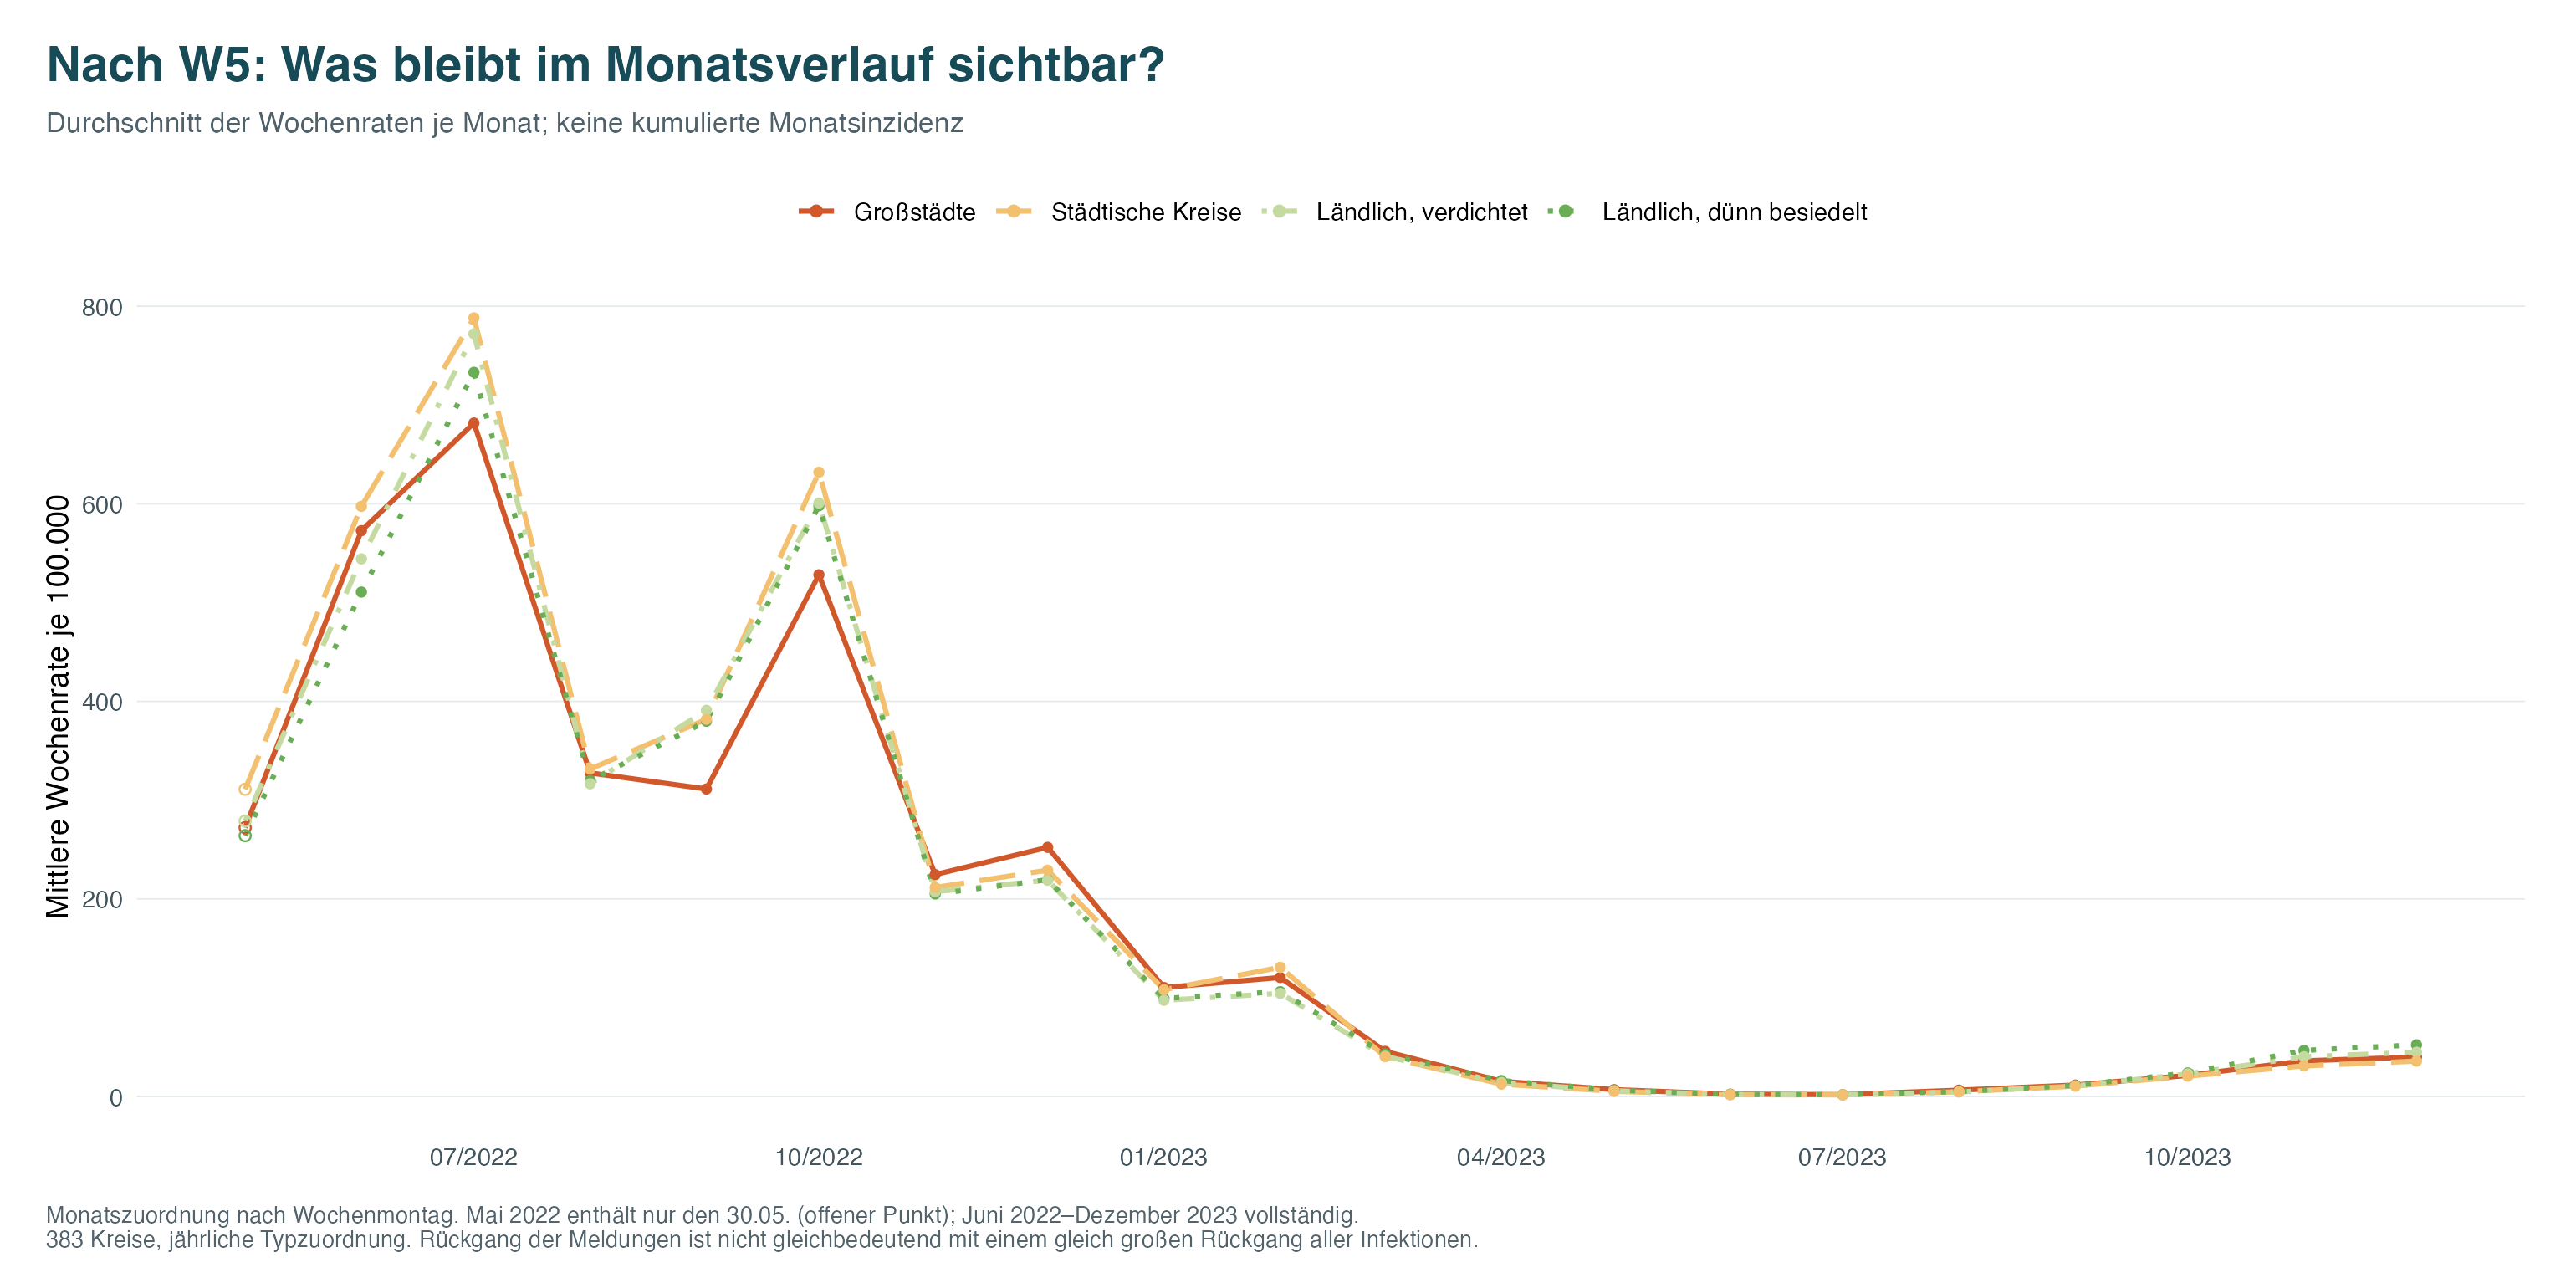 Nach W5: Was bleibt im Monatsverlauf sichtbar?
Durchschnitt der Wochenraten je Monat; keine kumulierte Monatsinzidenz
Großstädte Städtische Kreise Ländlich, verdichtet Ländlich, dünn besiedelt
Mittlere Wochenrate je 100.000
800
600
400
200
0
07/2022 10/2022 01/2023 04/2023 07/2023 10/2023
Monatszuordnung nach Wochenmontag. Mai 2022 enthält nur den 30.05. (offener Punkt); Juni 2022–Dezember 2023 vollständig.
383 Kreise, jährliche Typzuordnung. Rückgang der Meldungen ist nicht gleichbedeutend mit einem gleich großen Rückgang aller Infektionen.